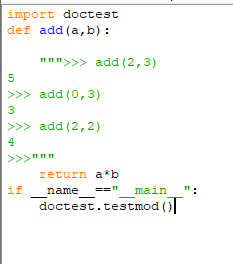 import doctest
def add(a,b):
    """>>> add(2,3)
5
>>> add(0,3)
3
>>> add(2,2)
4
>>>"""
    return a*b
if __name__=="__main__":
    doctest.testmod()